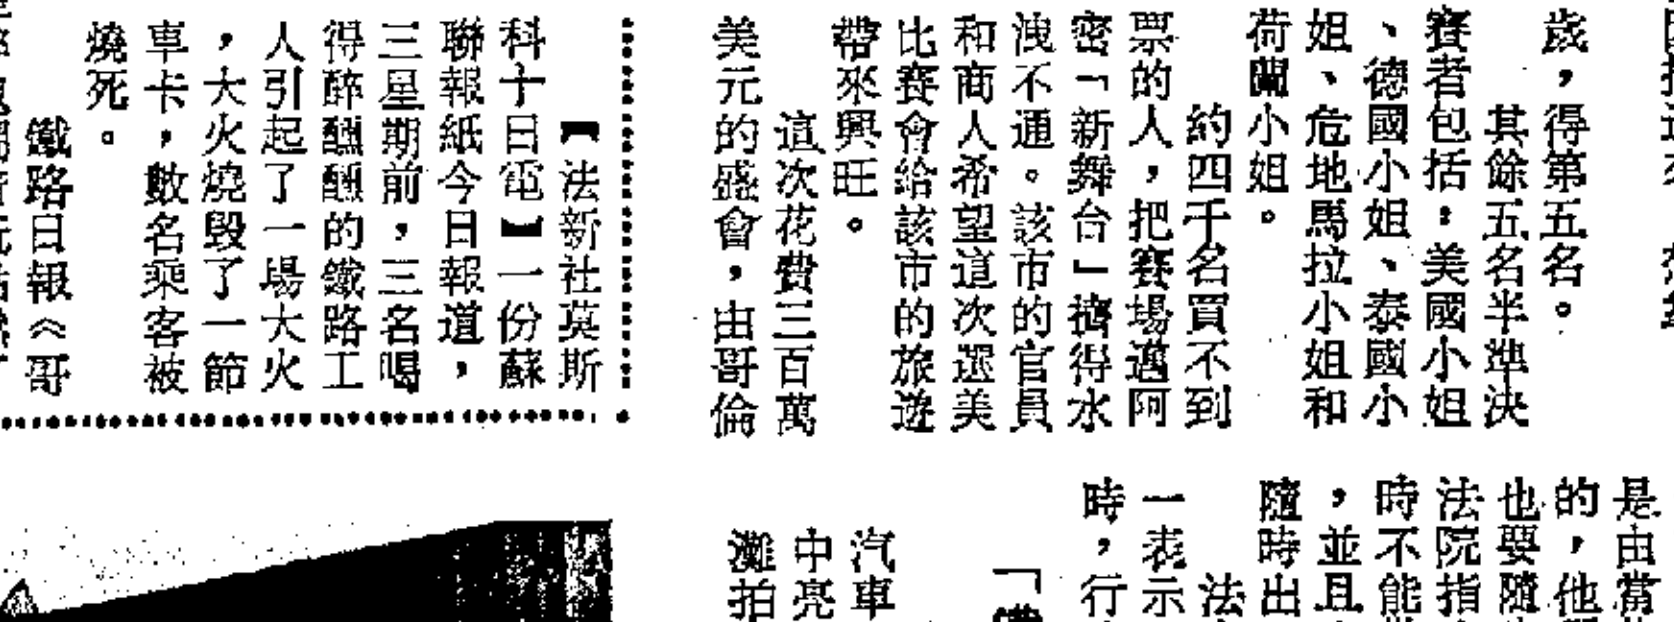 歲，得第五名。
其餘五名半準決
賽者包括：美國小姐
、德國小姐、泰國小
姐、危地馬拉小姐和
荷蘭小姐。
約四千名買不到
票的人，把賽場邁阿
密「新舞台」擠得水
洩不通。該市的官員
和商人希望這次選美
比賽會給該市的旅遊
帶來興旺。
這次花費三百萬
美元的盛會，由哥倫
【法新社莫斯
科十日電】一份蘇
聯報紙今日報道，
三星期前，三名喝
得醉醺醺的鐵路工
人引起了一場大火
，大火燒毀了一節
車卡，數名乘客被
燒死。
鐵路日報《哥
是由當
的，他
也要隨
法院指
時不能
，並且
隨時出
法
一表示
時，行
汽車
中亮
灘拍